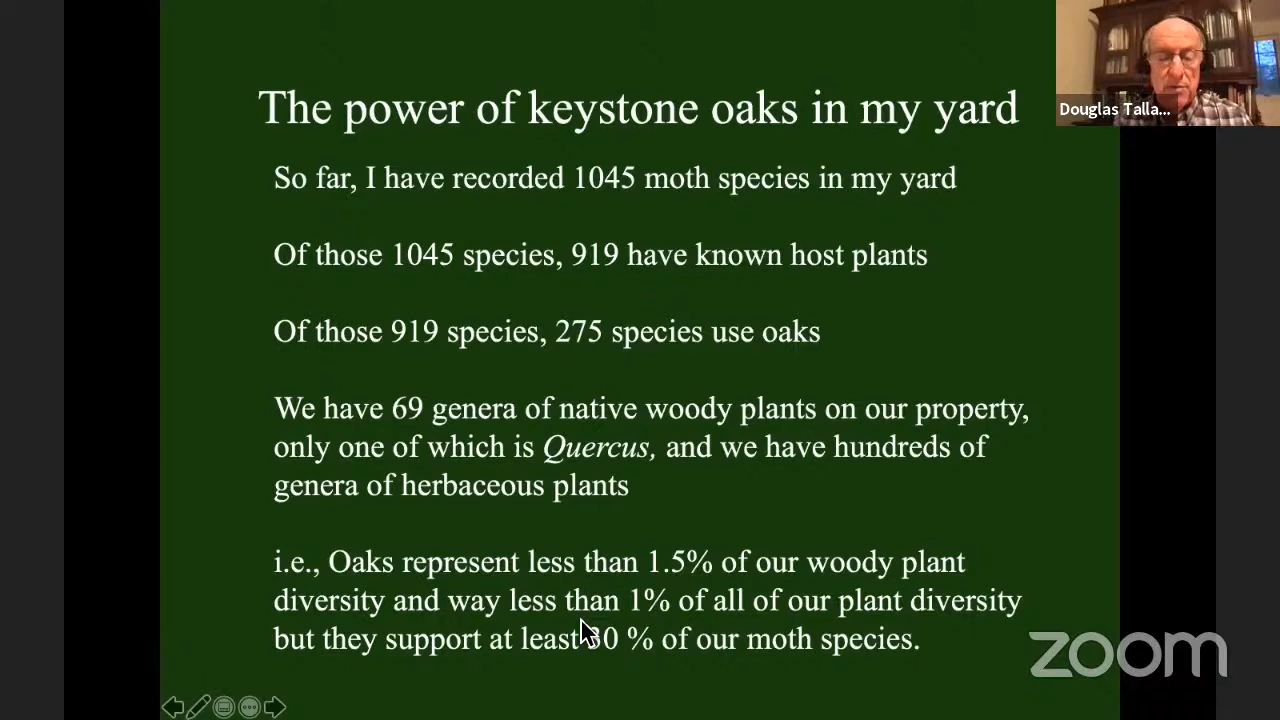 The power of keystone oaks in my yard
Douglas Talla...
So far, I have recorded 1045 moth species in my yard
Of those 1045 species, 919 have known host plants
Of those 919 species, 275 species use oaks
We have 69 genera of native woody plants on our property,
only one of which is Quercus, and we have hundreds of
genera of herbaceous plants
i.e., Oaks represent less than 1.5% of our woody plant
diversity and way less than 1% of all of our plant diversity
but they support at least 30 % of our moth species.
zoom